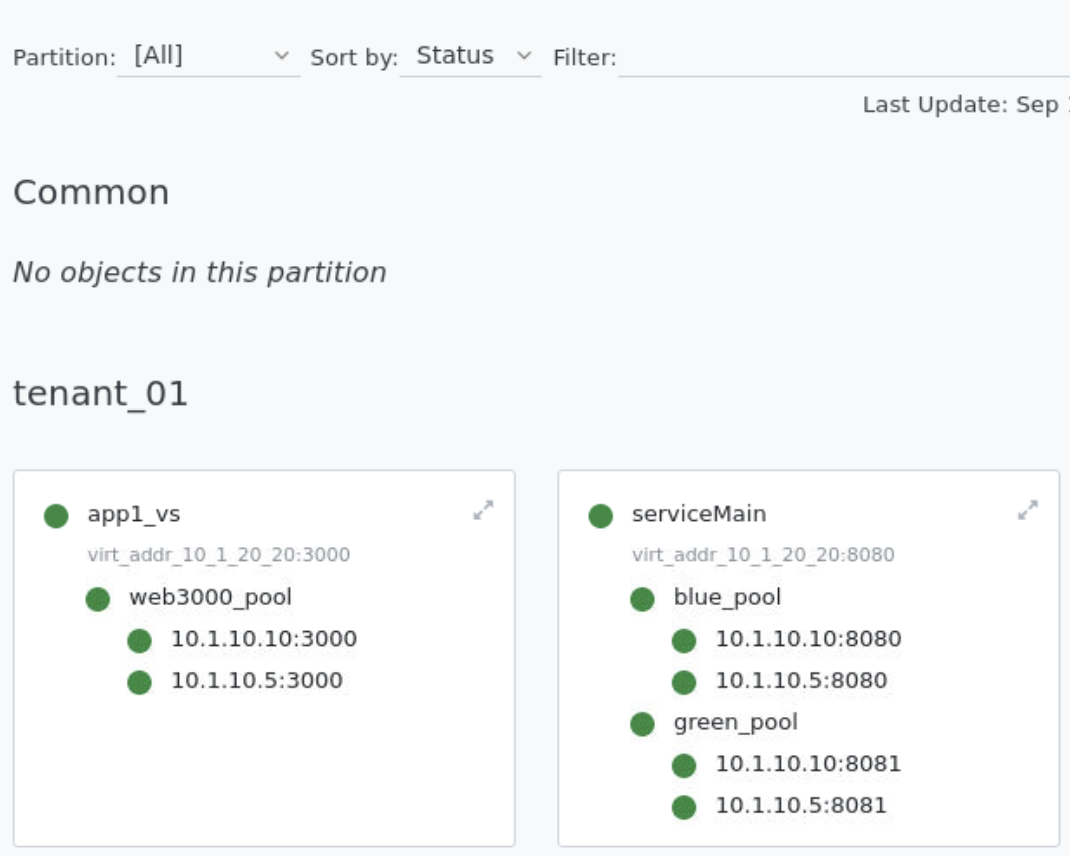 Partition: [All] Sort by: Status Filter:
Last Update: Sep
Common
No objects in this partition
tenant_01
app1_vs
virt_addr_10_1_20_20:3000
web3000_pool
10.1.10.10:3000
10.1.10.5:3000
serviceMain
virt_addr_10_1_20_20:8080
blue_pool
10.1.10.10:8080
10.1.10.5:8080
green_pool
10.1.10.10:8081
10.1.10.5:8081